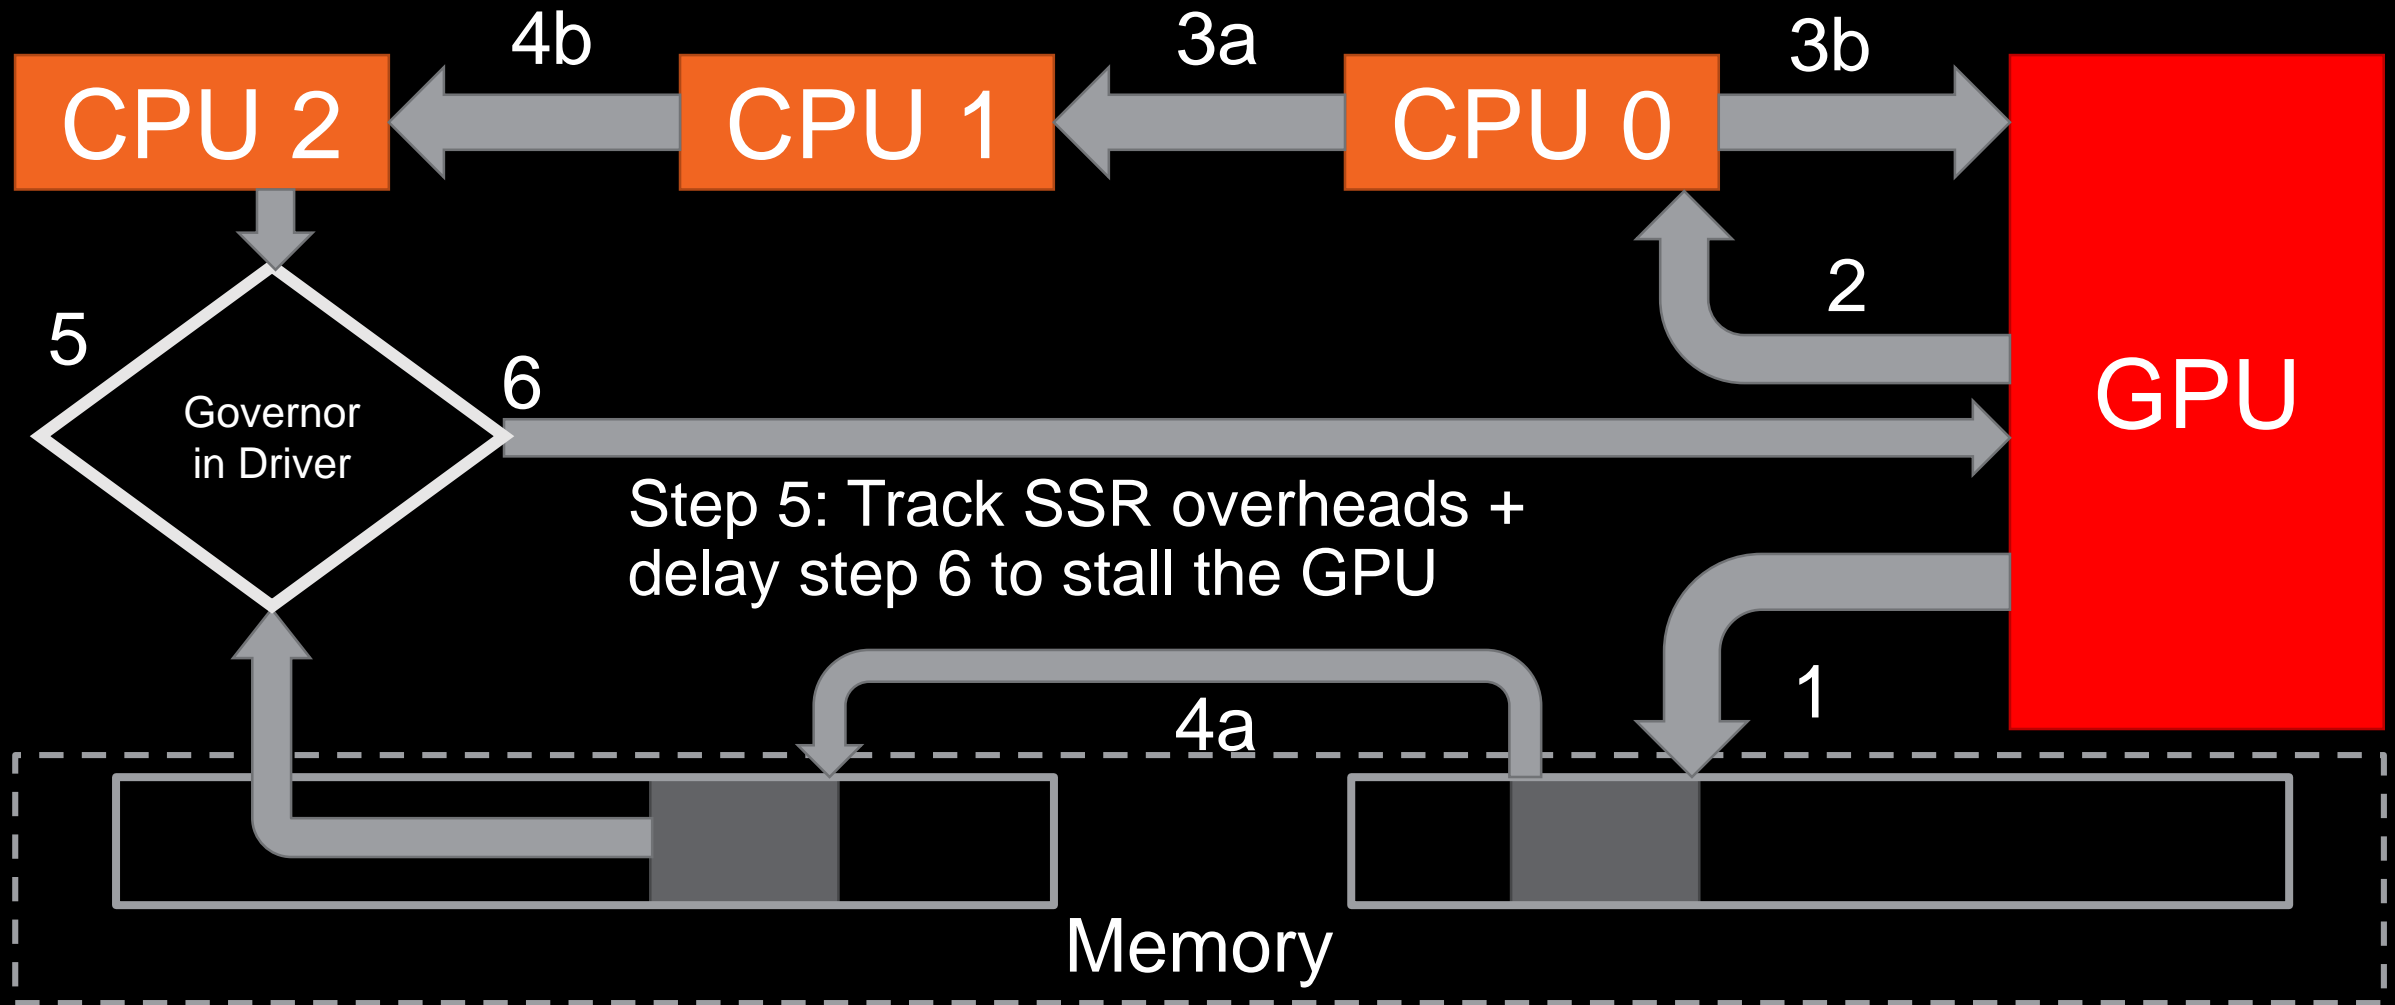 4b
3a
3b
CPU 2
CPU 1
CPU 0
GPU
2
5
6
Governor
in Driver
Step 5: Track SSR overheads +
delay step 6 to stall the GPU
1
4a
Memory